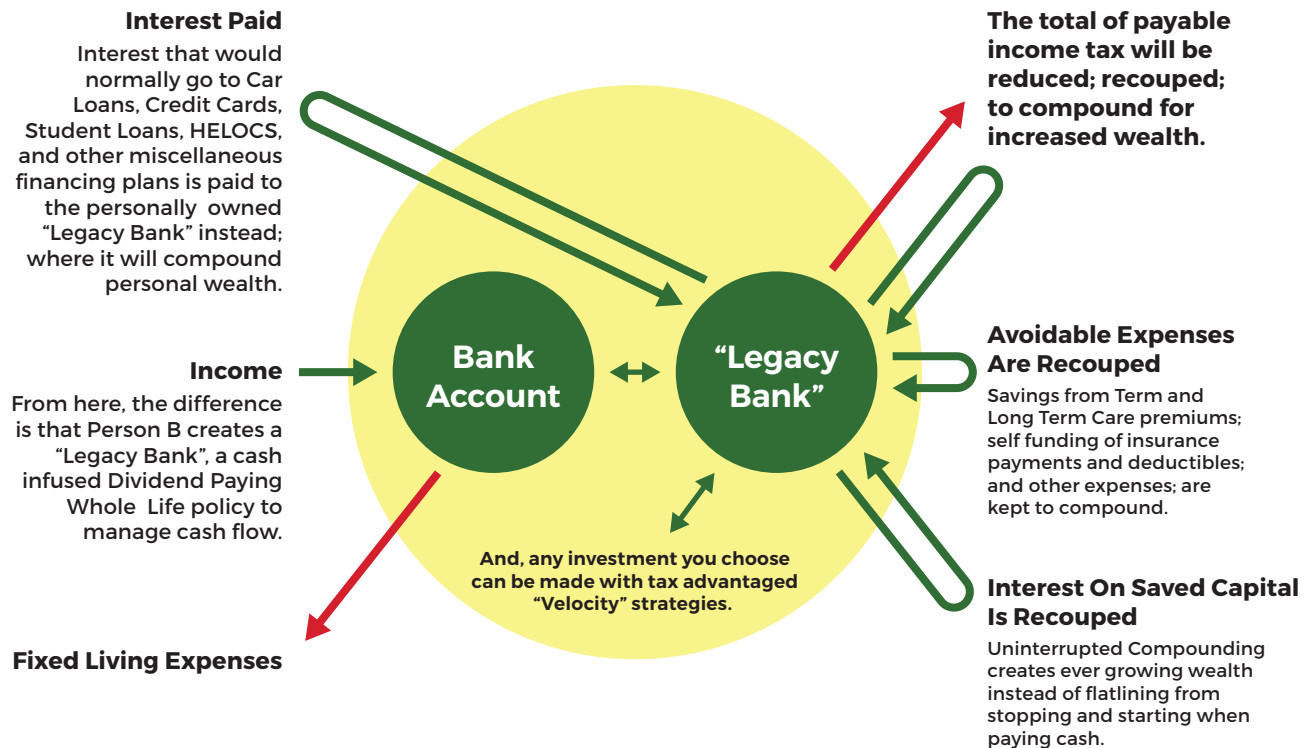 Interest Paid
Interest that would
normally go to Car
Loans, Credit Cards,
Student Loans, HELOCS,
and other miscellaneous
financing plans is paid to
the personally  owned
“Legacy Bank” instead;
where it will compound
personal wealth.
Income
From here, the difference
is that Person B creates a
“Legacy Bank”, a cash
infused Dividend Paying
Whole  Life policy to
manage cash flow.
Fixed Living Expenses
Bank
Account
“Legacy
Bank”
And, any investment you choose
can be made with tax advantaged
“Velocity” strategies.
The total of payable
income tax will be
reduced; recouped;
to compound for
increased wealth.
Avoidable Expenses
Are Recouped
Savings from Term and
Long Term Care premiums;
self funding of insurance
payments and deductibles;
and other expenses; are
kept to compound.
Interest On Saved Capital
Is Recouped
Uninterrupted Compounding
creates ever growing wealth
instead of flatlining from
stopping and starting when
paying cash.